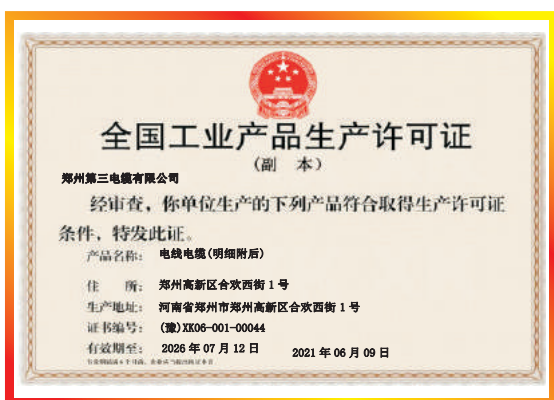 全国工业产品生产许可证
(副 本)
郑州第三电缆有限公司
经审查，你单位生产的下列产品符合取得生产许可证
条件，特发此证。
产品名称： 电线电缆(明细附后)
住 所： 郑州高新区合欢西街1号
生产地址： 河南省郑州市郑州高新区合欢西街1号
证书编号： (豫)XK06-001-00044
有效期至： 2026年07月12日 2021年06月09日